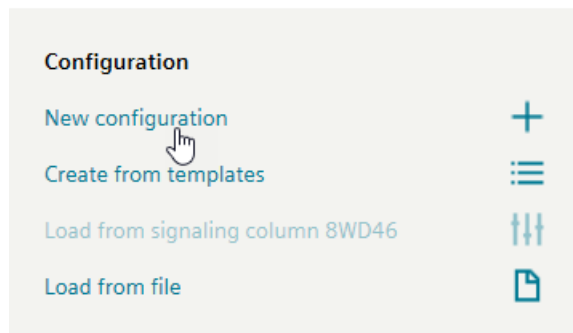 Configuration
New configuration
Create from templates
Load from signaling column 8WD46
Load from file